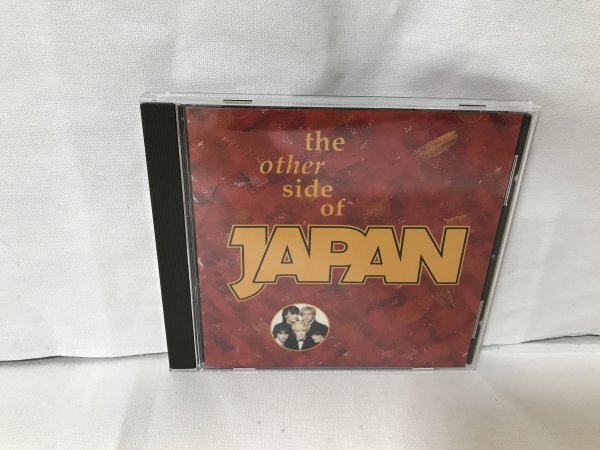 the
other
side
of
JAPAN